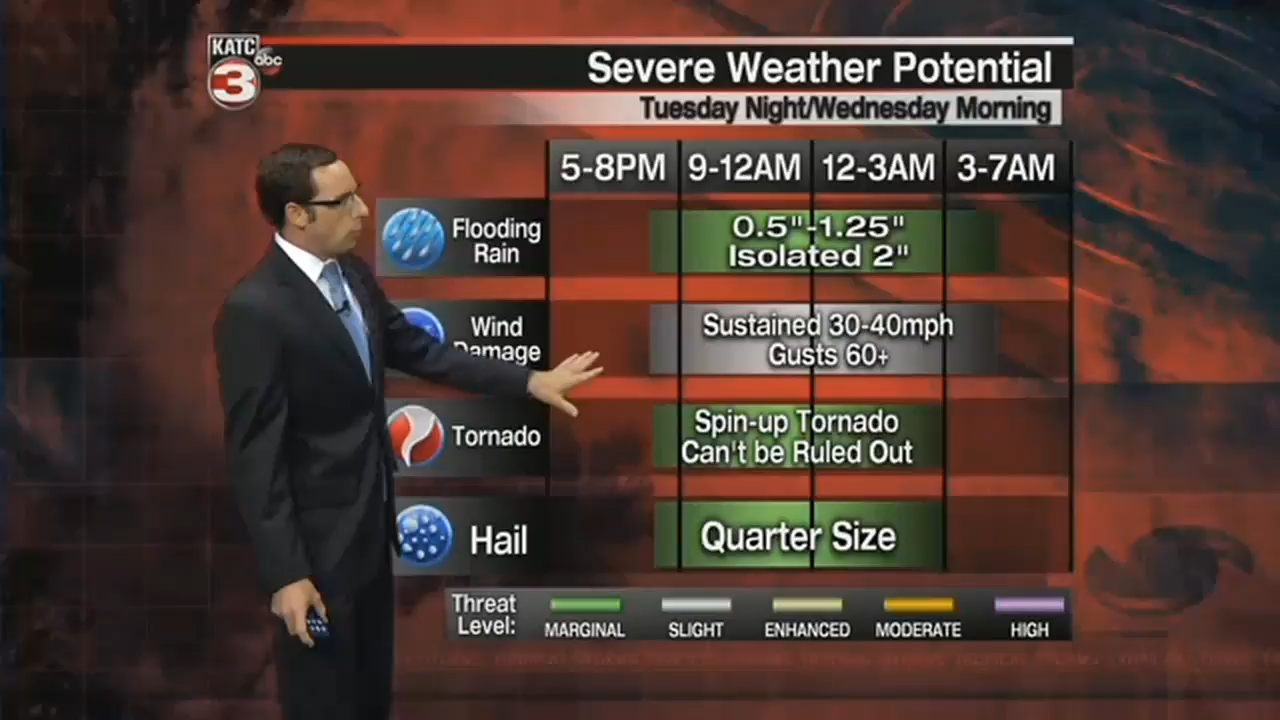 KATC
abc
3
Severe Weather Potential
Tuesday Night/Wednesday Morning
5-8PM 9-12AM 12-3AM 3-7AM
Flooding
Rain
0.5"-1.25"
Isolated 2"
Wind
Damage
Sustained 30-40mph
Gusts 60+
Tornado
Spin-up Tornado
Can't be Ruled Out
Hail
Quarter Size
Threat
Level:
MARGINAL SLIGHT ENHANCED MODERATE HIGH